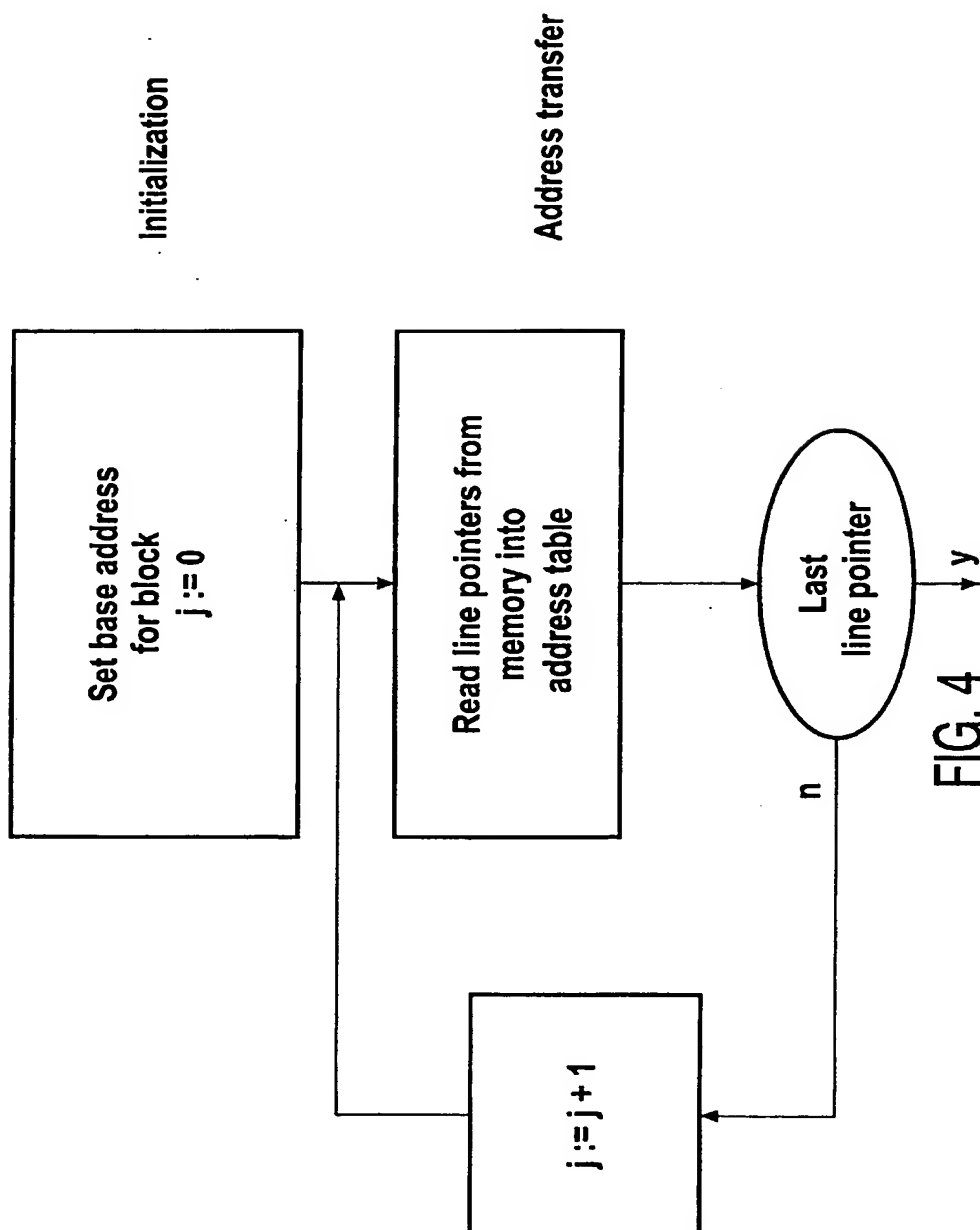 Initialization
Set base address
for block
j := 0
Address transfer
Read line pointers from
memory into
address table
j := j + 1
n
Last
line pointer
y
FIG. 4